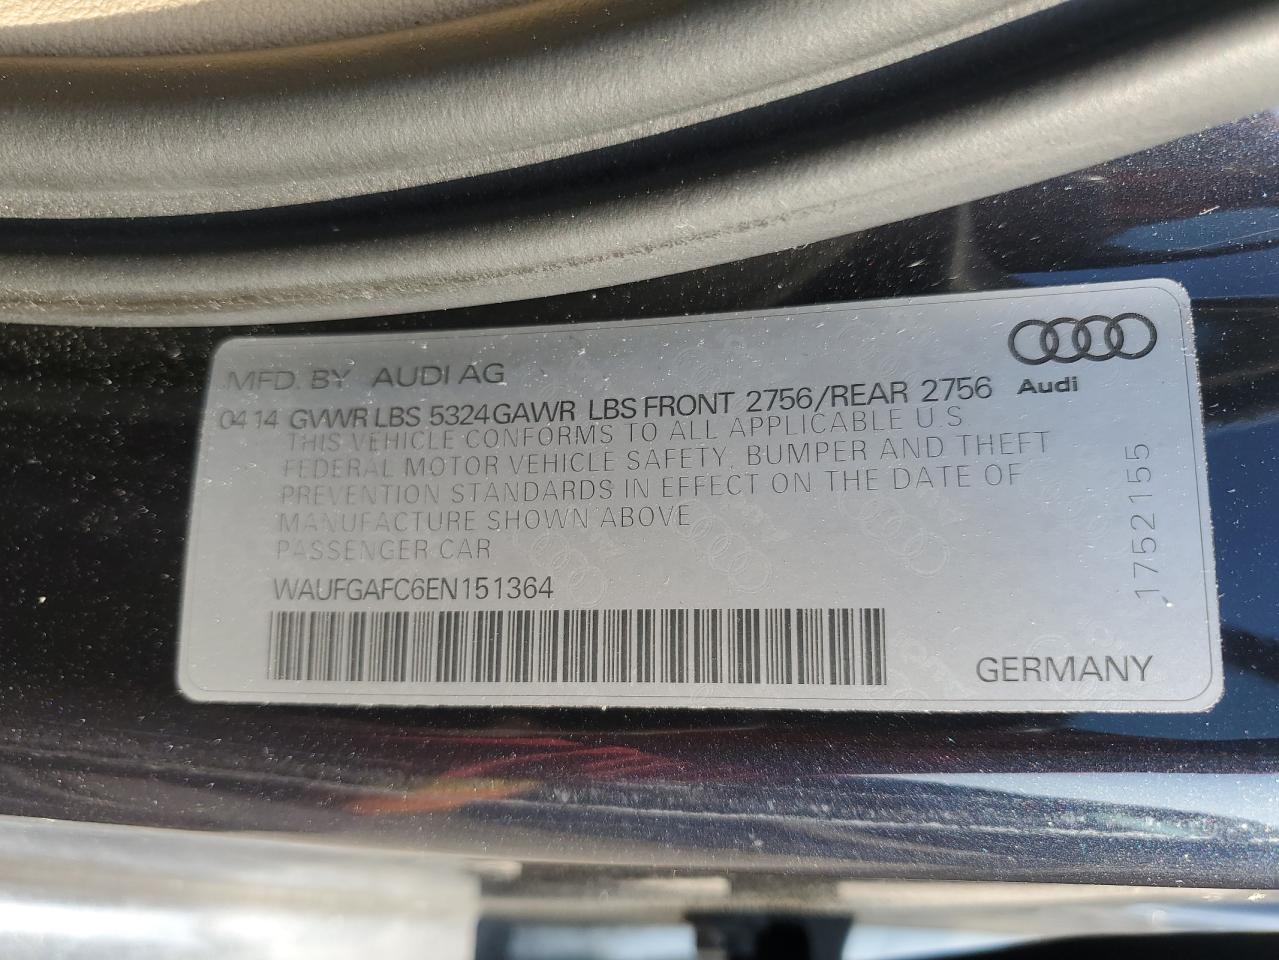 MFD. BY AUDI AG
04 14 GVWR LBS 5324 GAWR LBS FRONT 2756/REAR 2756
Audi
THIS VEHICLE CONFORMS TO ALL APPLICABLE U.S.
FEDERAL MOTOR VEHICLE SAFETY, BUMPER AND THEFT
PREVENTION STANDARDS IN EFFECT ON THE DATE OF
MANUFACTURE SHOWN ABOVE
PASSENGER CAR
WAUFGAFC6EN151364
GERMANY
1752155